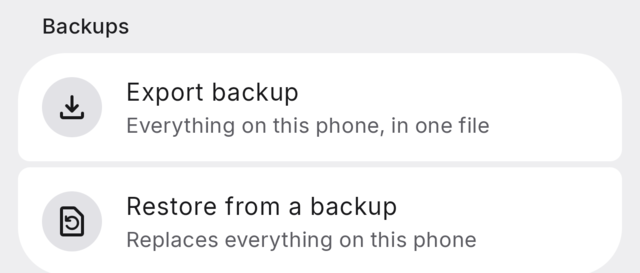 Backups
Export backup
Everything on this phone, in one file
Restore from a backup
Replaces everything on this phone